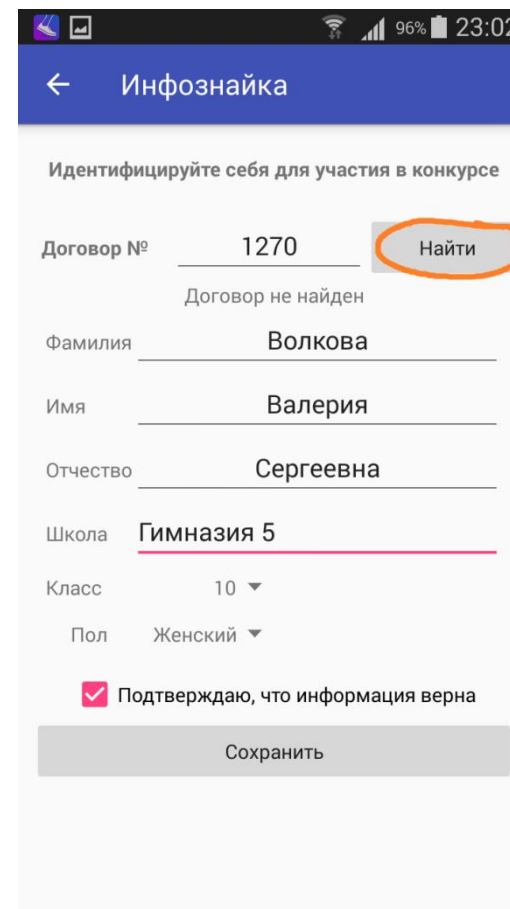 96% 23:02
Инфознайка
Идентифицируйте себя для участия в конкурсе
Договор № 1270 Найти
Договор не найден
Фамилия Волкова
Имя Валерия
Отчество Сергеевна
Школа Гимназия 5
Класс 10
Пол Женский
Подтверждаю, что информация верна
Сохранить